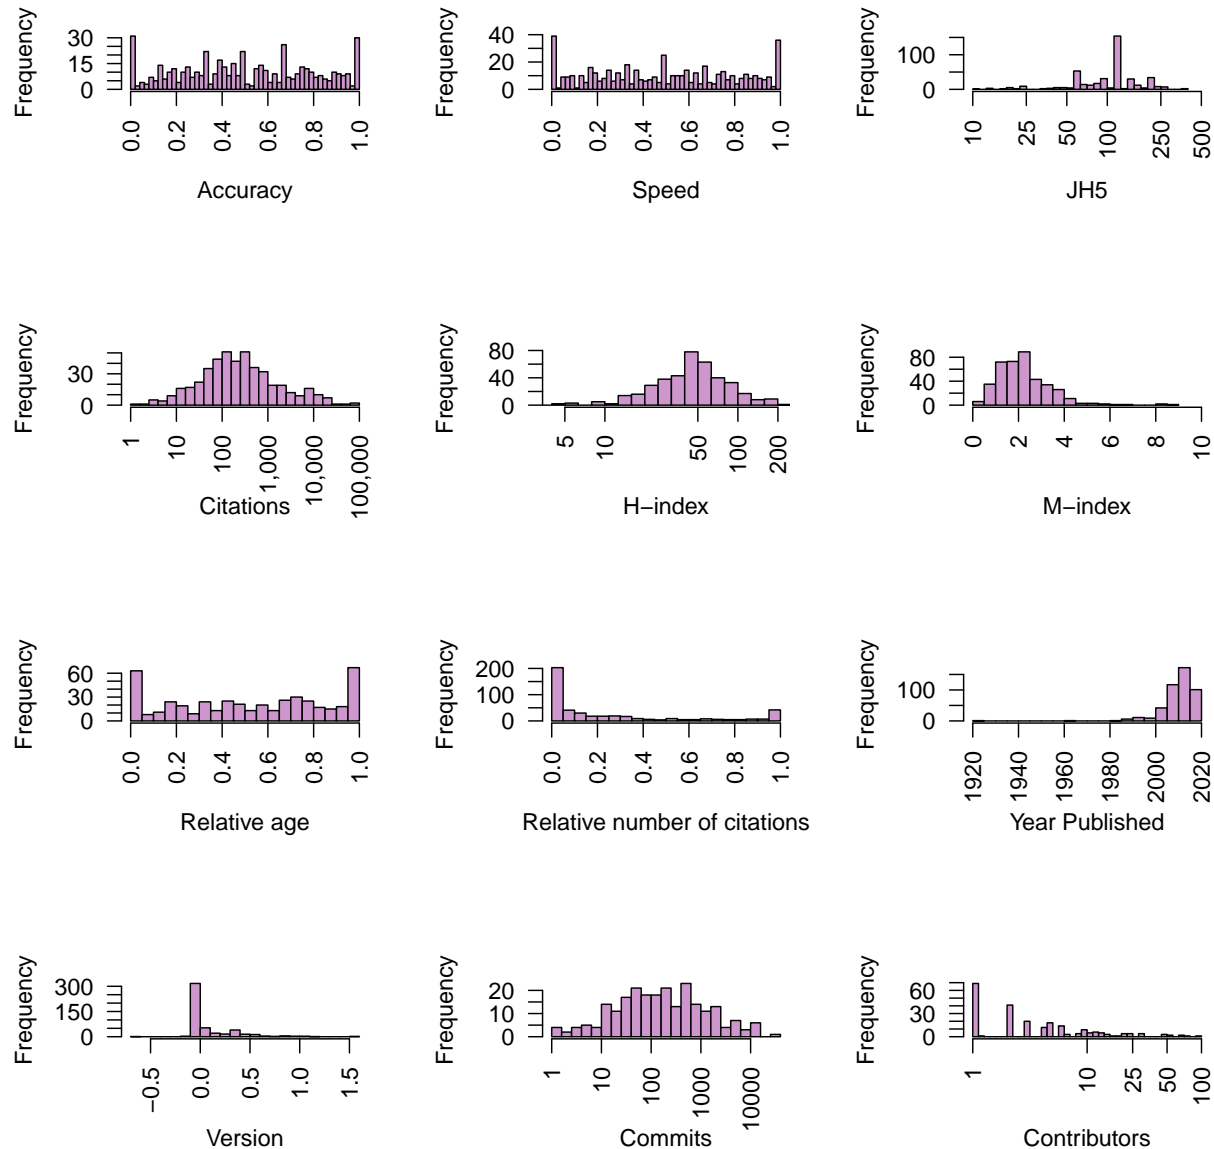 Frequency
30
15
0
0.0 0.2 0.4 0.6 0.8 1.0
Accuracy
Frequency
40
20
0
0.0 0.2 0.4 0.6 0.8 1.0
Speed
Frequency
100
0
10 25 50 100 250 500
JH5
Frequency
30
0
1 10 100 1,000 10,000 100,000
Citations
Frequency
80
40
0
5 10 50 100 200
H−index
Frequency
80
40
0
0 2 4 6 8 10
M−index
Frequency
60
30
0
0.0 0.2 0.4 0.6 0.8 1.0
Relative age
Frequency
200
100
0
0.0 0.2 0.4 0.6 0.8 1.0
Relative number of citations
Frequency
100
0
1920 1940 1960 1980 2000 2020
Year Published
Frequency
300
150
0
−0.5 0.0 0.5 1.0 1.5
Version
Frequency
20
10
0
1 10 100 1000 10000
Commits
Frequency
60
30
0
1 10 25 50 100
Contributors